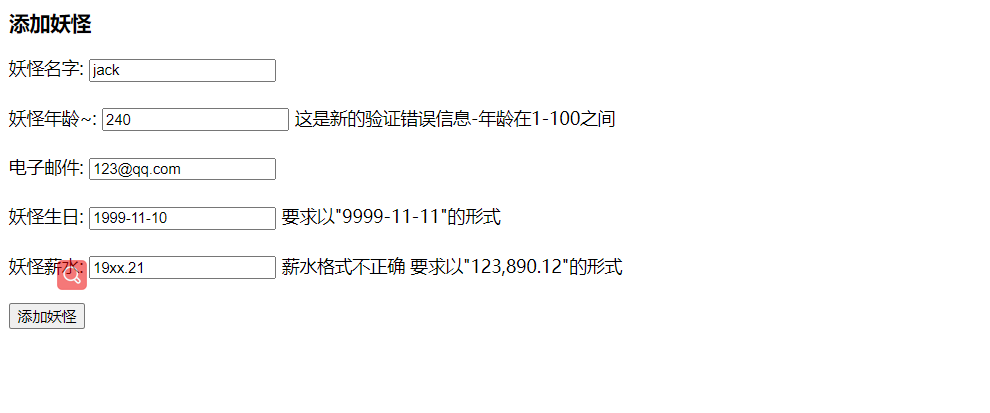 添加妖怪
妖怪名字: jack
妖怪年龄~: 240 这是新的验证错误信息-年龄在1-100之间
电子邮件: 123@qq.com
妖怪生日: 1999-11-10 要求以"9999-11-11"的形式
妖怪薪水: 19xx.21 薪水格式不正确 要求以"123,890.12"的形式
添加妖怪